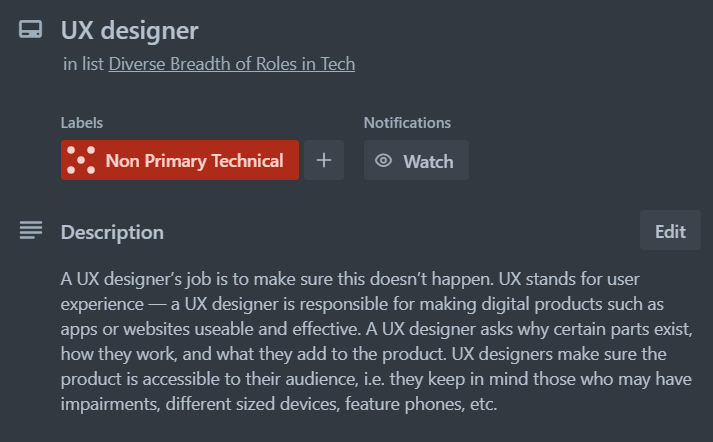 UX designer
in list Diverse Breadth of Roles in Tech
Labels
Notifications
Non Primary Technical
+
Watch
Description
Edit
A UX designer’s job is to make sure this doesn’t happen. UX stands for user
experience — a UX designer is responsible for making digital products such as
apps or websites useable and effective. A UX designer asks why certain parts exist,
how they work, and what they add to the product. UX designers make sure the
product is accessible to their audience, i.e. they keep in mind those who may have
impairments, different sized devices, feature phones, etc.